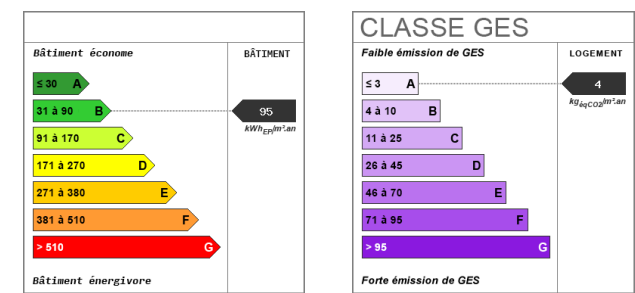 Bâtiment économe
BÂTIMENT
≤ 30 A
31 à 90 B
95
kWhEP/m².an
91 à 170 C
171 à 270 D
271 à 380 E
381 à 510 F
> 510 G
Bâtiment énergivore
CLASSE GES
Faible émission de GES
LOGEMENT
≤ 3 A
4
kgéqCO2/m².an
4 à 10 B
11 à 25 C
26 à 45 D
46 à 70 E
71 à 95 F
> 95 G
Forte émission de GES